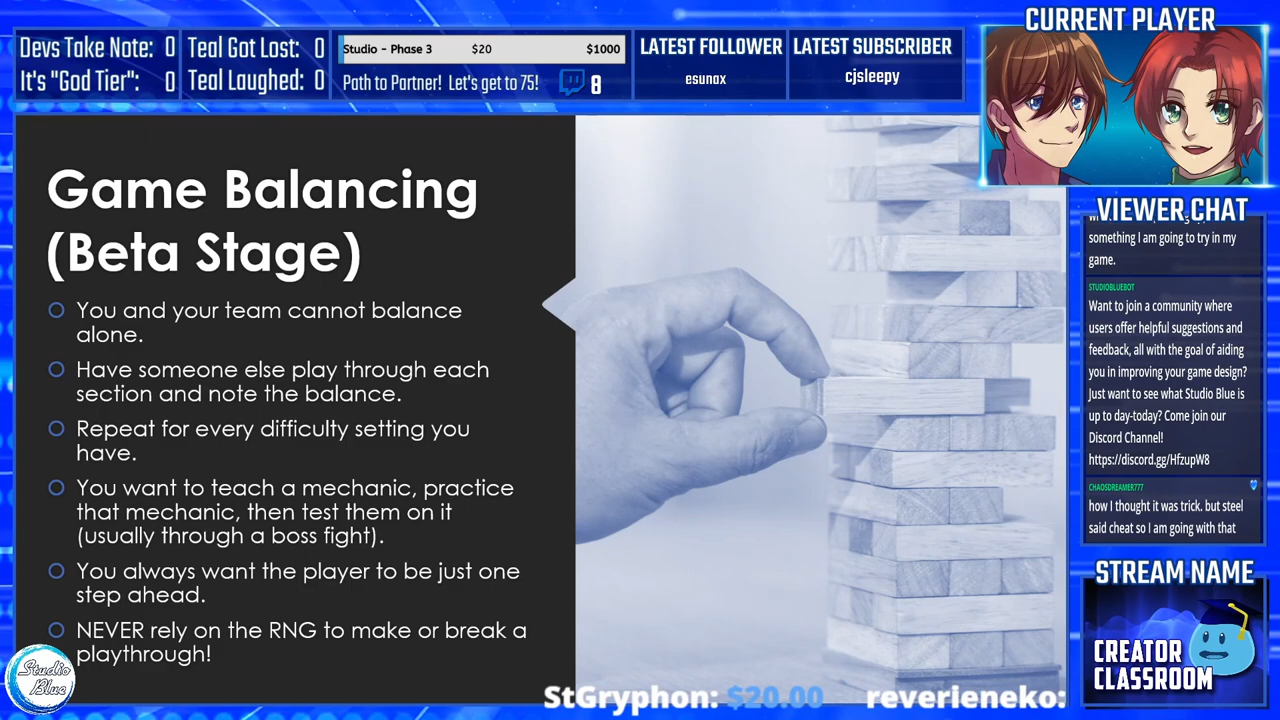 CURRENT PLAYER
Devs Take Note: 0
It's "God Tier": 0
Teal Got Lost: 0
Teal Laughed: 0
Studio - Phase 3 $20 $1000
Path to Partner! Let's get to 75! 8
LATEST FOLLOWER
esunax
LATEST SUBSCRIBER
cjsleepy
Game Balancing
(Beta Stage)
You and your team cannot balance
alone.
Have someone else play through each
section and note the balance.
Repeat for every difficulty setting you
have.
You want to teach a mechanic, practice
that mechanic, then test them on it
(usually through a boss fight).
You always want the player to be just one
step ahead.
NEVER rely on the RNG to make or break a
playthrough!
Studio
Blue
VIEWER CHAT
something I am going to try in my
game.
STUDIOBLUEBOT
Want to join a community where
users offer helpful suggestions and
feedback, all with the goal of aiding
you in improving your game design?
Just want to see what Studio Blue is
up to day-today? Come join our
Discord Channel!
https://discord.gg/HfzupW8
CHAOSDREAMER777
how I thought it was trick. but steel
said cheat so I am going with that
STREAM NAME
CREATOR
CLASSROOM
StGryphon: $20.00 reverieneko: